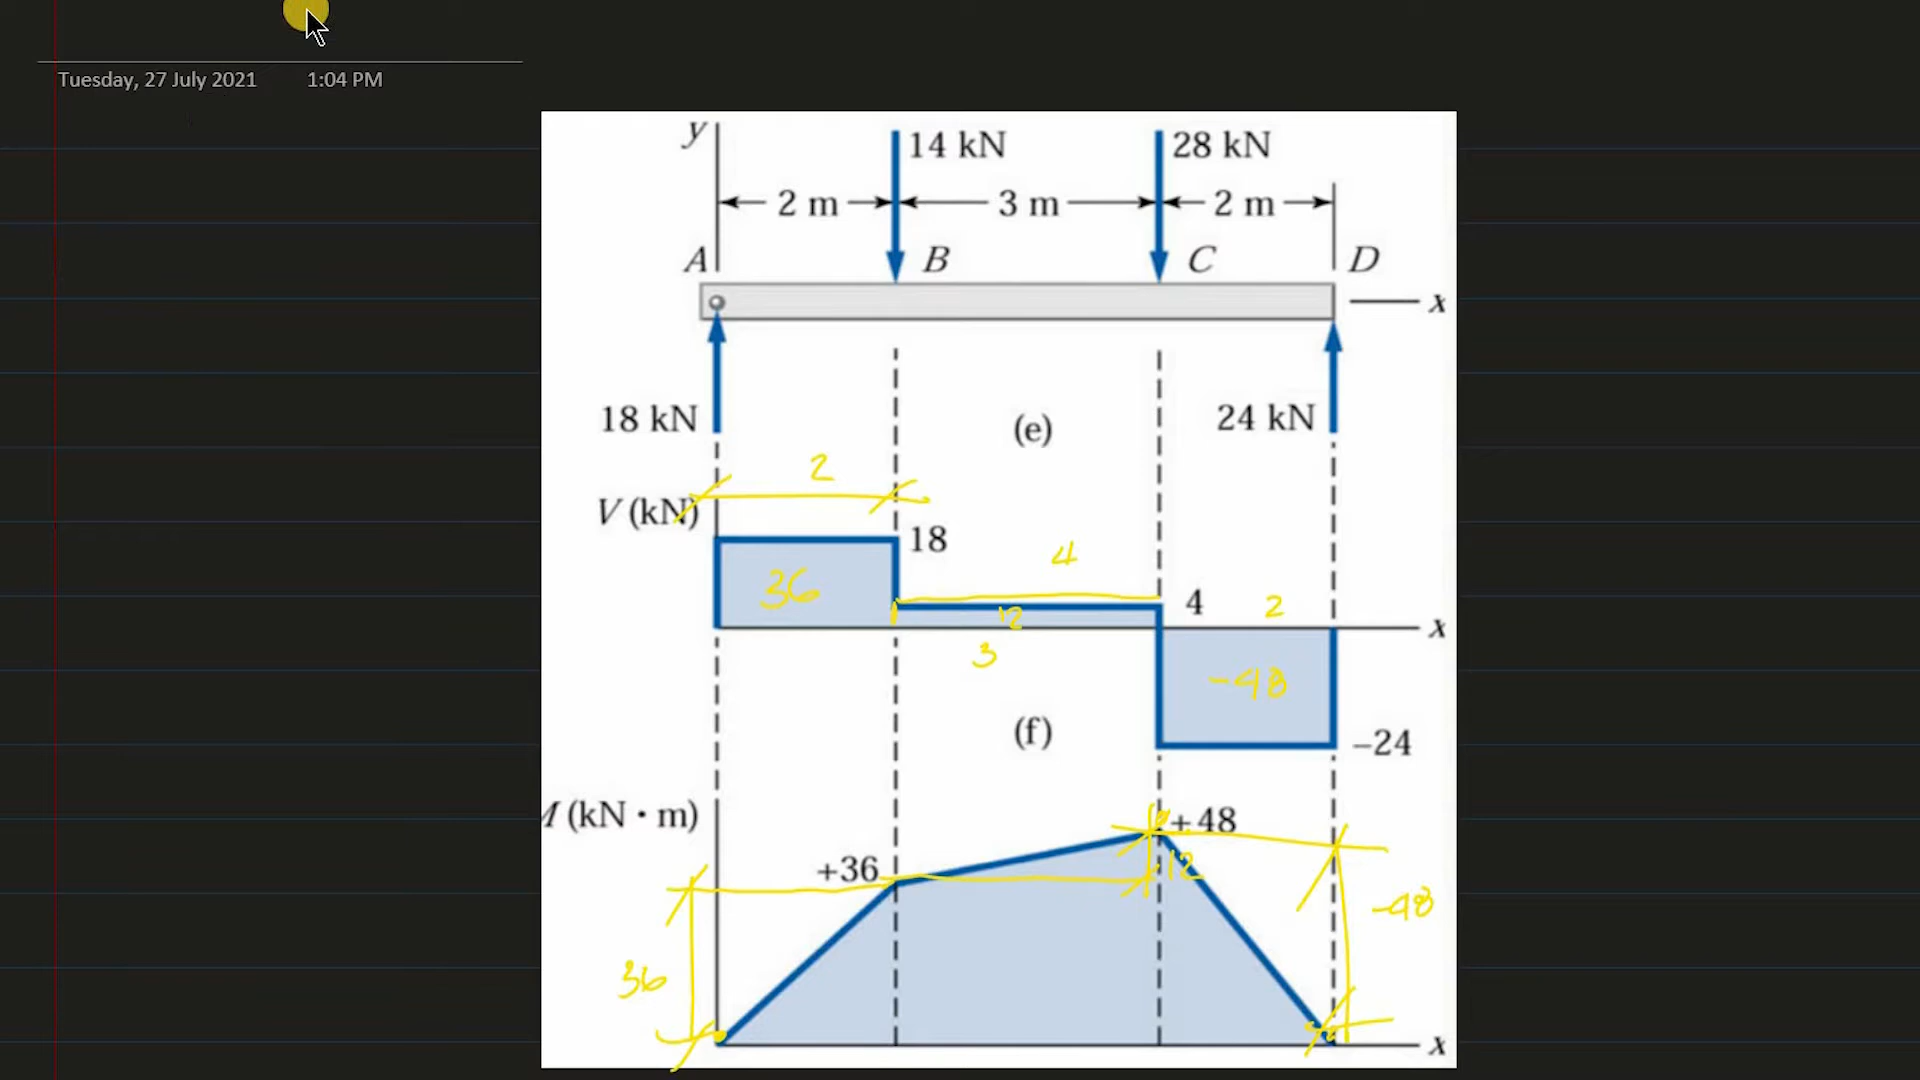 Tuesday, 27 July 2021 1:04 PM
y 14 kN 28 kN
2 m 3 m 2 m
A B C D
x
18 kN (e) 24 kN
2
V (kN)
18
4
36
12
4 2
x
3
-48
(f)
−24
(kN · m)
+36
+48
12
-48
36
x